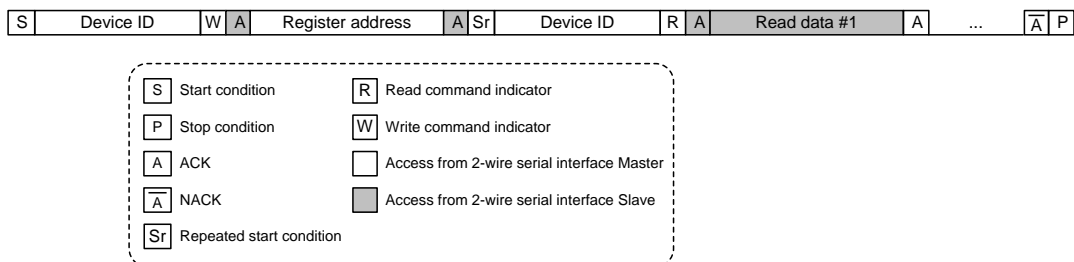 S Device ID W A Register address A Sr Device ID R A Read data #1 A ... A P
S Start condition R Read command indicator
P Stop condition W Write command indicator
A ACK Access from 2-wire serial interface Master
A NACK Access from 2-wire serial interface Slave
Sr Repeated start condition